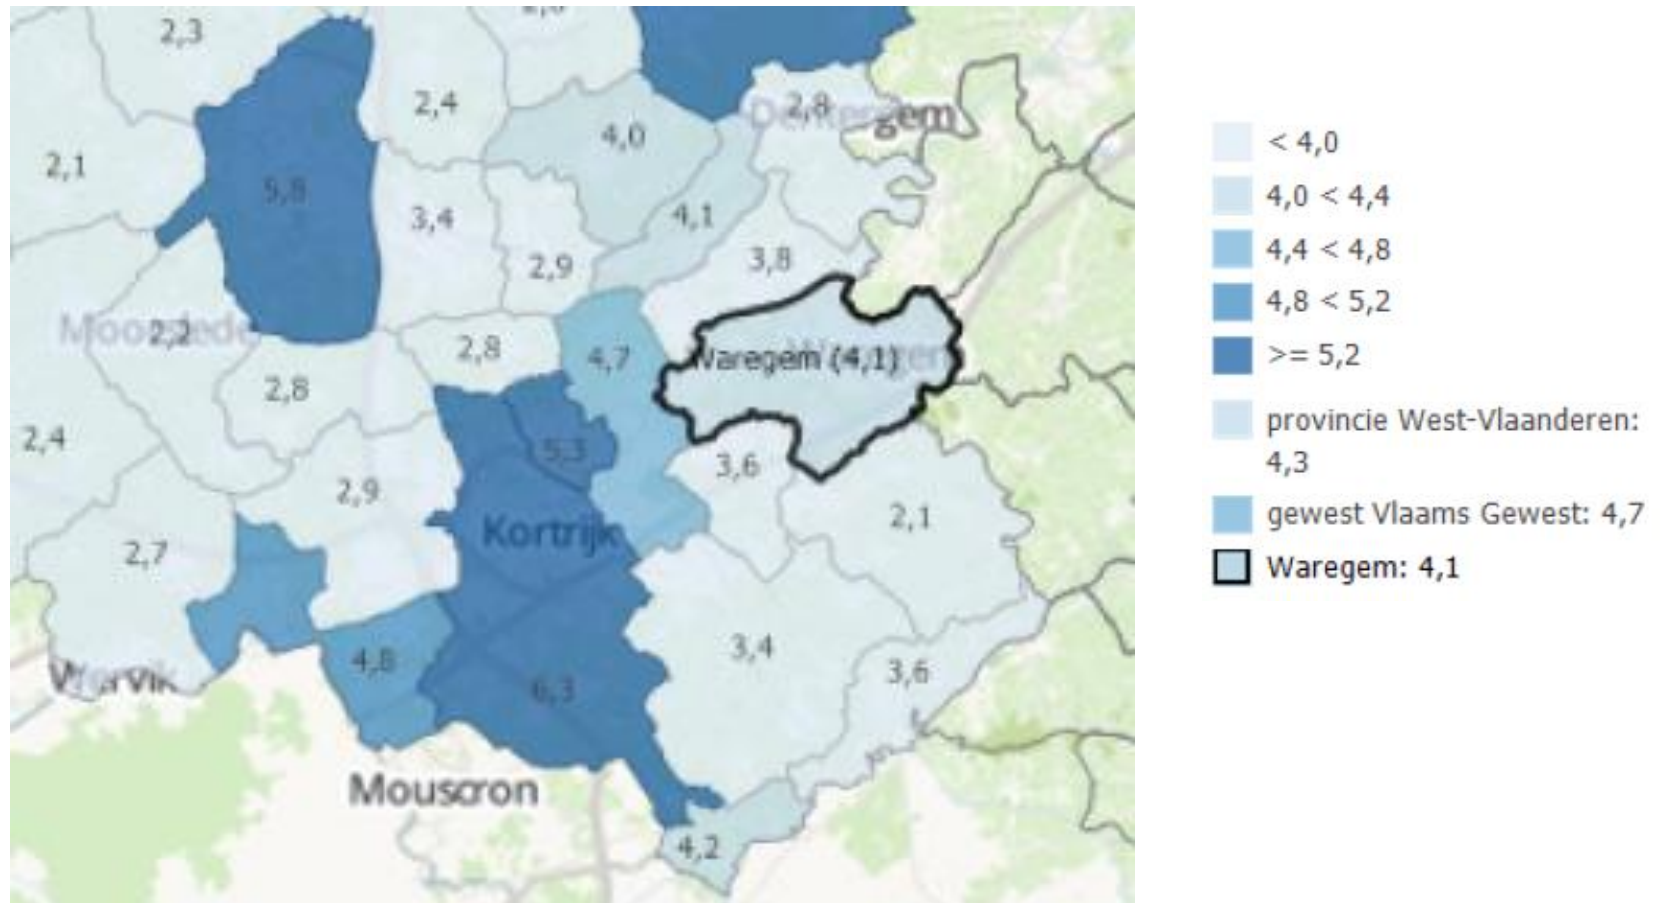 2,3
2,4
2,8
gem
4,0
2,1
5,8
3,4
4,1
2,9
3,8
2,2
2,8
4,7
Waregem (4,1)
2,8
2,4
5,3
3,6
2,9
2,1
Kortrijk
2,7
3,4
4,8
3,6
Wervik
6,3
Mouscron
4,2
< 4,0
4,0 < 4,4
4,4 < 4,8
4,8 < 5,2
>= 5,2
provincie West-Vlaanderen:
4,3
gewest Vlaams Gewest: 4,7
Waregem: 4,1